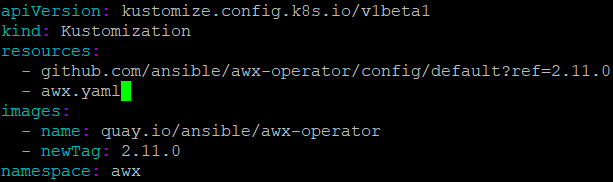 apiVersion: kustomize.config.k8s.io/v1beta1
kind: Kustomization
resources:
  - github.com/ansible/awx-operator/config/default?ref=2.11.0
  - awx.yaml
images:
  - name: quay.io/ansible/awx-operator
  - newTag: 2.11.0
namespace: awx